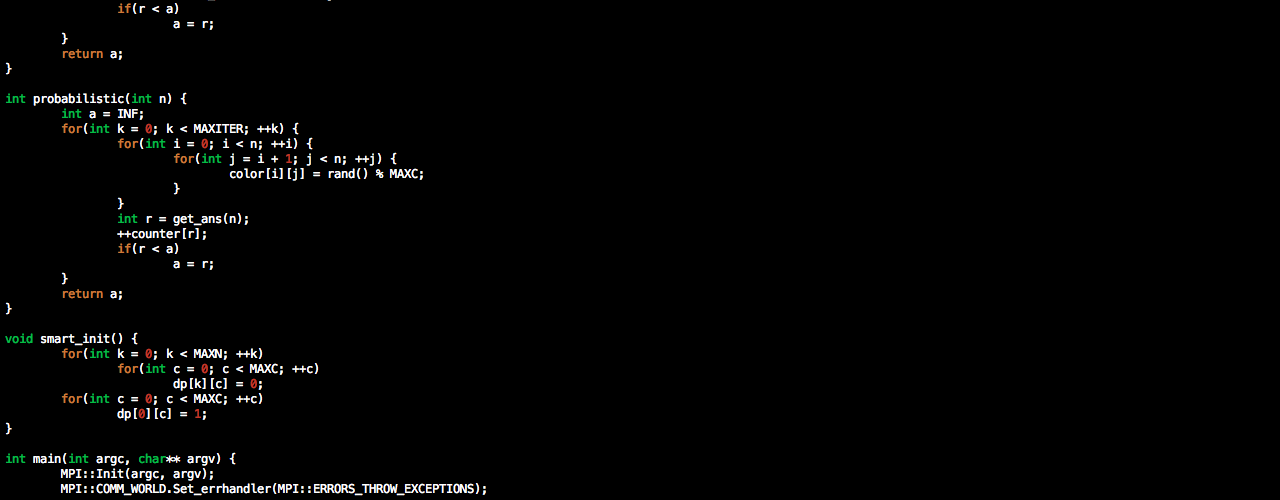 if(r < a)
a = r;
}
return a;
}
int probabilistic(int n) {
int a = INF;
for(int k = 0; k < MAXITER; ++k) {
for(int i = 0; i < n; ++i) {
for(int j = i + 1; j < n; ++j) {
color[i][j] = rand() % MAXC;
}
}
int r = get_ans(n);
++counter[r];
if(r < a)
a = r;
}
return a;
}
void smart_init() {
for(int k = 0; k < MAXN; ++k)
for(int c = 0; c < MAXC; ++c)
dp[k][c] = 0;
for(int c = 0; c < MAXC; ++c)
dp[0][c] = 1;
}
int main(int argc, char** argv) {
MPI::Init(argc, argv);
MPI::COMM_WORLD.Set_errhandler(MPI::ERRORS_THROW_EXCEPTIONS);